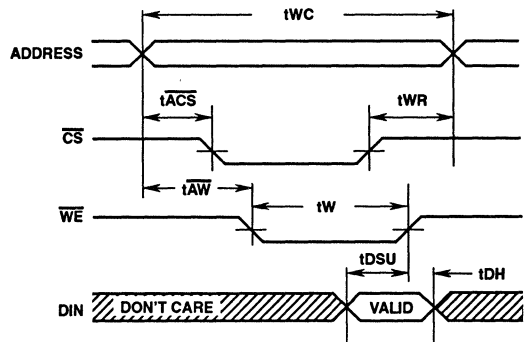 tWC
ADDRESS
tACS tWR
CS
tAW tW
WE
tDSU tDH
DIN DON'T CARE VALID